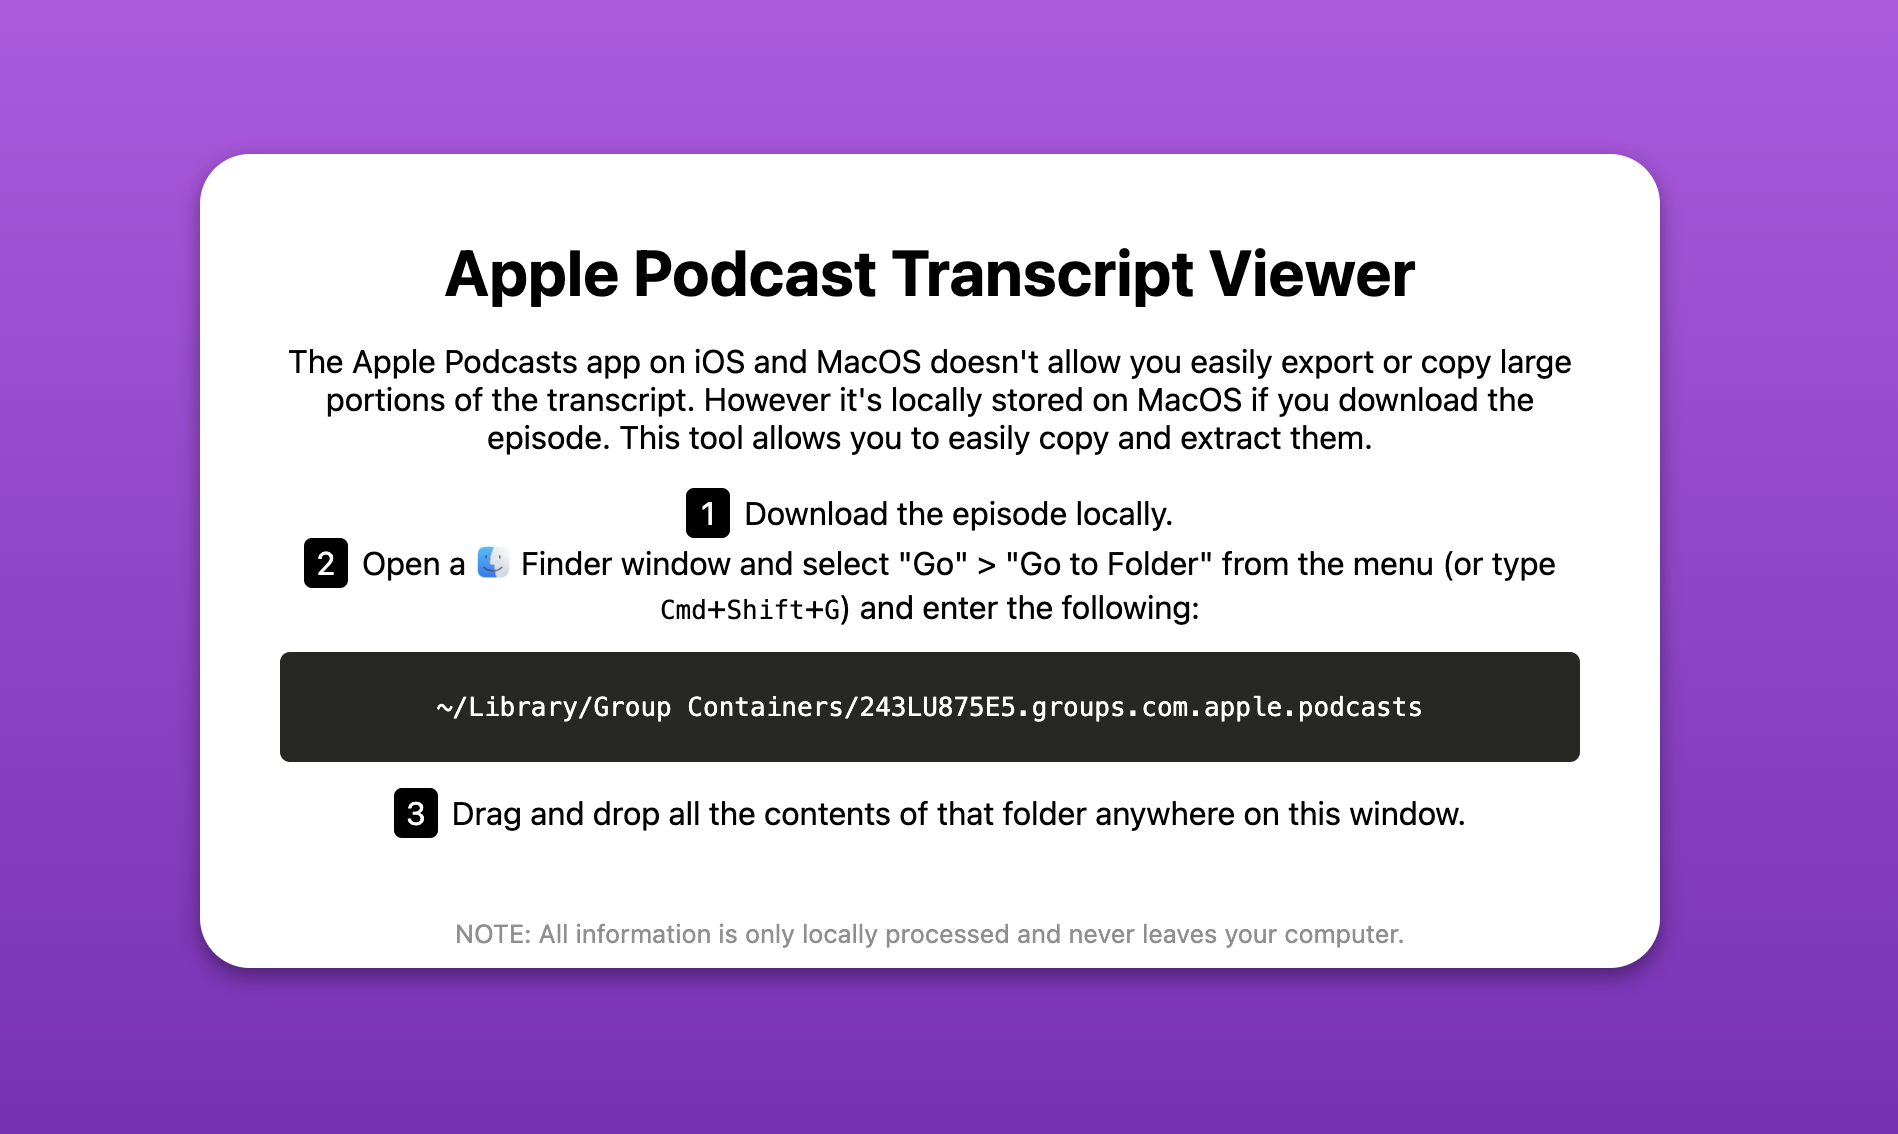 Apple Podcast Transcript Viewer
The Apple Podcasts app on iOS and MacOS doesn't allow you easily export or copy large
portions of the transcript. However it's locally stored on MacOS if you download the
episode. This tool allows you to easily copy and extract them.
1 Download the episode locally.
2 Open a Finder window and select "Go" > "Go to Folder" from the menu (or type
Cmd+Shift+G) and enter the following:
~/Library/Group Containers/243LU875E5.groups.com.apple.podcasts
3 Drag and drop all the contents of that folder anywhere on this window.
NOTE: All information is only locally processed and never leaves your computer.